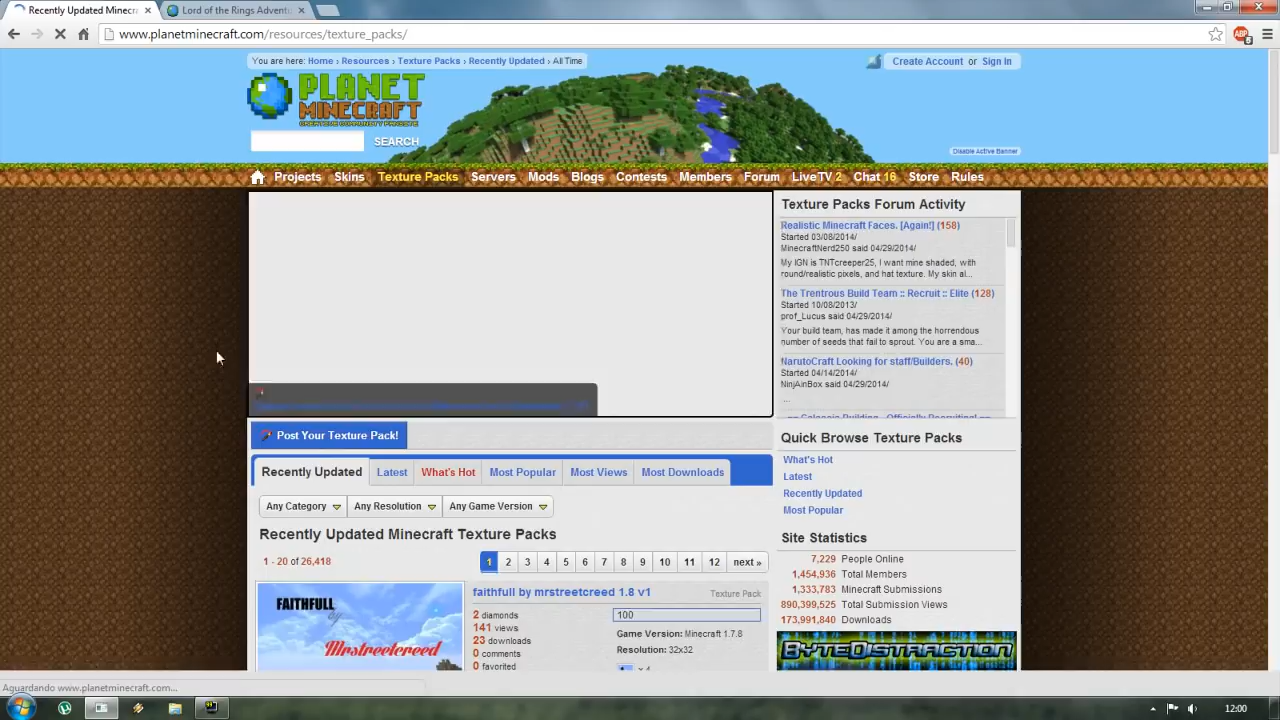 Recently Updated Minecr
Lord of the Rings Adventu
www.planetminecraft.com/resources/texture_packs/
ABP
5
You are here: Home › Resources › Texture Packs › Recently Updated › All Time
Create Account or Sign In
PLANET
MINECRAFT
CREATIVE COMMUNITY FANSITE
SEARCH
Disable Active Banner
Projects Skins Texture Packs Servers Mods Blogs Contests Members Forum LiveTV 2 Chat 16 Store Rules
Texture Packs Forum Activity
Realistic Minecraft Faces. [Again!] (158)
Started 03/08/2014/
MinecraftNerd250 said 04/29/2014/
My IGN is TNTcreeper25, I want mine shaded, with
round/realistic pixels, and hat texture. My skin al...
The Trentrous Build Team :: Recruit :: Elite (128)
Started 10/08/2013/
prof_Lucus said 04/29/2014/
Your build team, has made it among the horrendous
number of seeds that fail to sprout. You are a sma...
NarutoCraft Looking for staff/Builders. (40)
Started 04/14/2014/
NinjAinBox said 04/29/2014/
...
Post Your Texture Pack!
Recently Updated Latest What's Hot Most Popular Most Views Most Downloads
Any Category Any Resolution Any Game Version
Recently Updated Minecraft Texture Packs
1 - 20 of 26,418
1 2 3 4 5 6 7 8 9 10 11 12 next »
FAITHFULL
by
Mrstreetcreed
faithfull by mrstreetcreed 1.8 v1
Texture Pack
2 diamonds
141 views
23 downloads
0 comments
0 favorited
100
Game Version: Minecraft 1.7.8
Resolution: 32x32
x 4
Quick Browse Texture Packs
What's Hot
Latest
Recently Updated
Most Popular
Site Statistics
7,229 People Online
1,454,936 Total Members
1,333,783 Minecraft Submissions
890,399,525 Total Submission Views
173,991,840 Downloads
BYTEDISTRACTION
Aguardando www.planetminecraft.com...
12:00